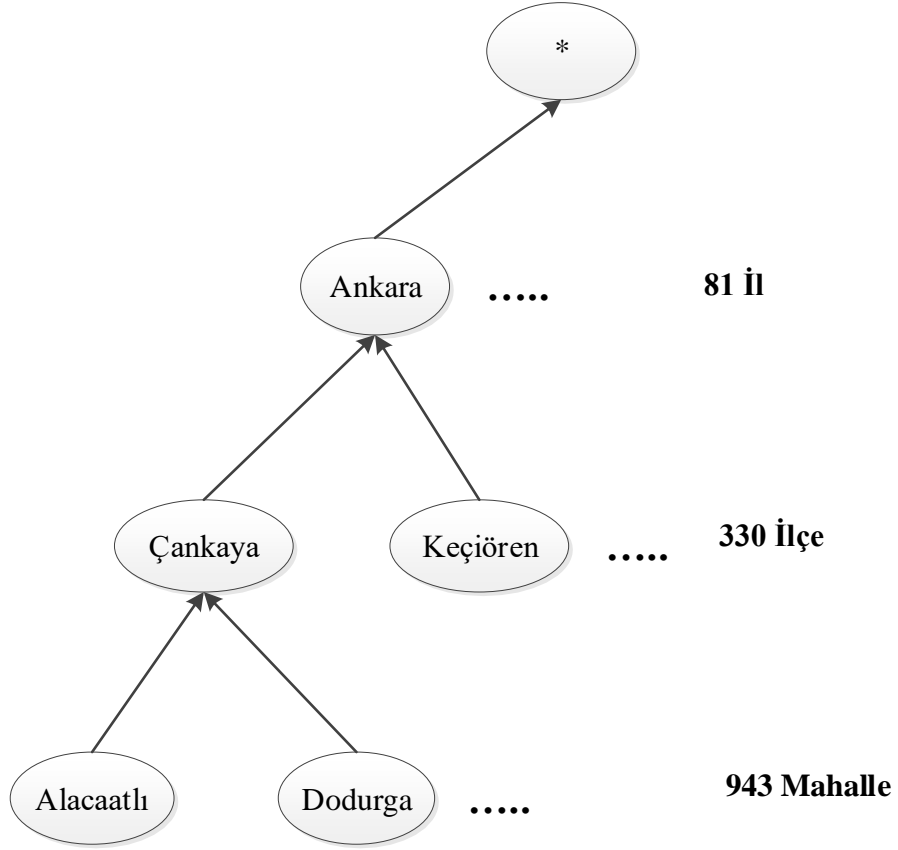 *
Ankara ….. 81 İl
Çankaya Keçiören ….. 330 İlçe
Alacaatlı Dodurga ….. 943 Mahalle